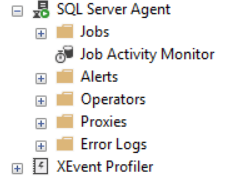 SQL Server Agent
Jobs
Job Activity Monitor
Alerts
Operators
Proxies
Error Logs
XEvent Profiler